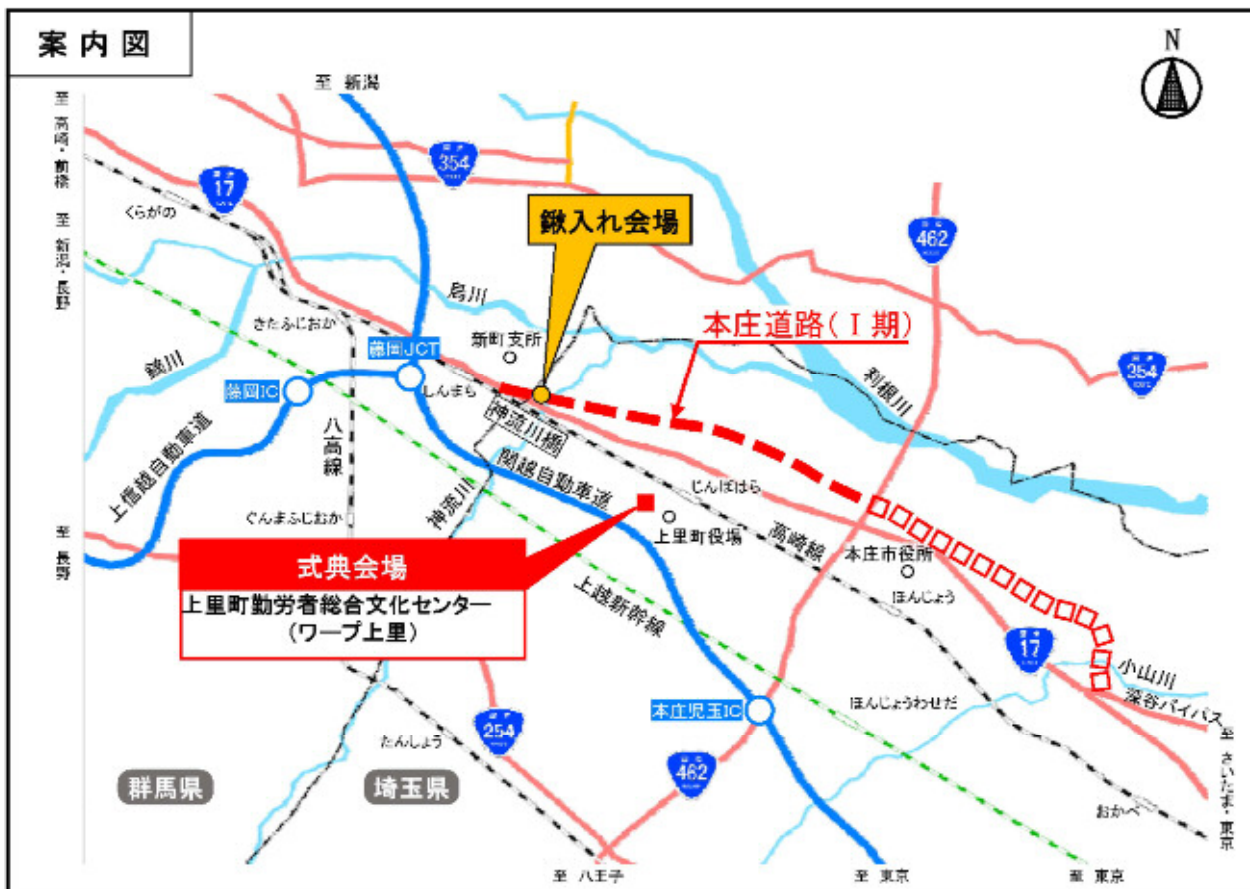 案内図
N
至 新潟
至 高崎・前橋
至 新潟・長野
至 長野
17
354
462
くらがの
鍬入れ会場
烏川
本庄道路(Ⅰ期)
きたふじおか
新町支所
藤岡JCT
しんまち
藤岡IC
鏑川
利根川
354
神流川橋
八高線
上信越自動車道
関越自動車道
神流川
じんぼはら
ぐんまふじおか
上里町役場
高崎線
本庄市役所
ほんじょう
式典会場
上里町勤労者総合文化センター
(ワープ上里)
上越新幹線
17
小山川
深谷バイパス
本庄児玉IC
ほんじょうわせだ
254
たんしょう
462
群馬県
埼玉県
おかべ
至 さいたま・東京
至 八王子
至 東京
至 東京